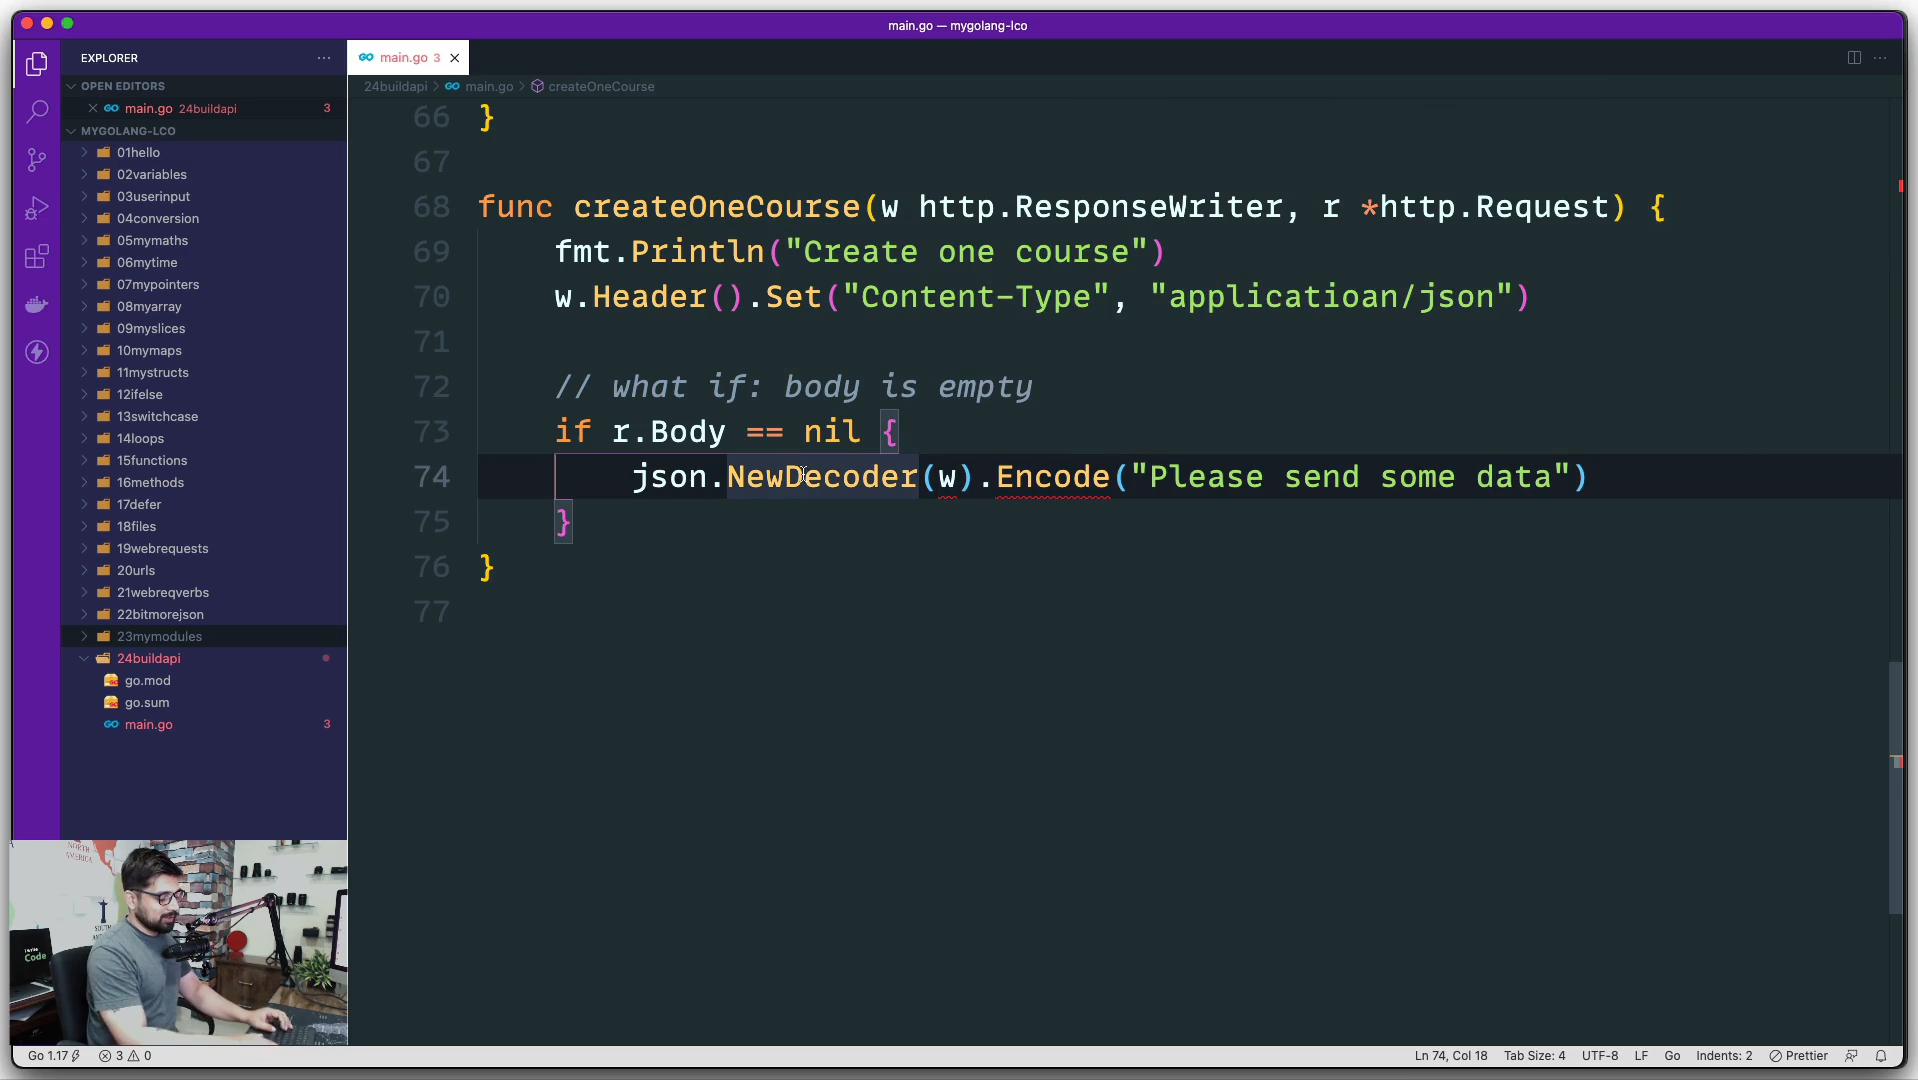 main.go — mygolang-lco
EXPLORER
main.go 3
OPEN EDITORS
main.go 24buildapi 3
MYGOLANG-LCO
01hello
02variables
03userinput
04conversion
05mymaths
06mytime
07mypointers
08myarray
09myslices
10mymaps
11mystructs
12ifelse
13switchcase
14loops
15functions
16methods
17defer
18files
19webrequests
20urls
21webreqverbs
22bitmorejson
23mymodules
24buildapi
go.mod
go.sum
main.go 3
24buildapi > main.go > createOneCourse
66 }
67
68 func createOneCourse(w http.ResponseWriter, r *http.Request) {
69 fmt.Println("Create one course")
70 w.Header().Set("Content-Type", "applicatioan/json")
71
72 // what if: body is empty
73 if r.Body == nil {
74 json.NewDecoder(w).Encode("Please send some data")
75 }
76 }
77
NORTH
AMERICA
SOUTH
I write
Code
Go 1.17 3 0 Ln 74, Col 18 Tab Size: 4 UTF-8 LF Go Indents: 2 Prettier